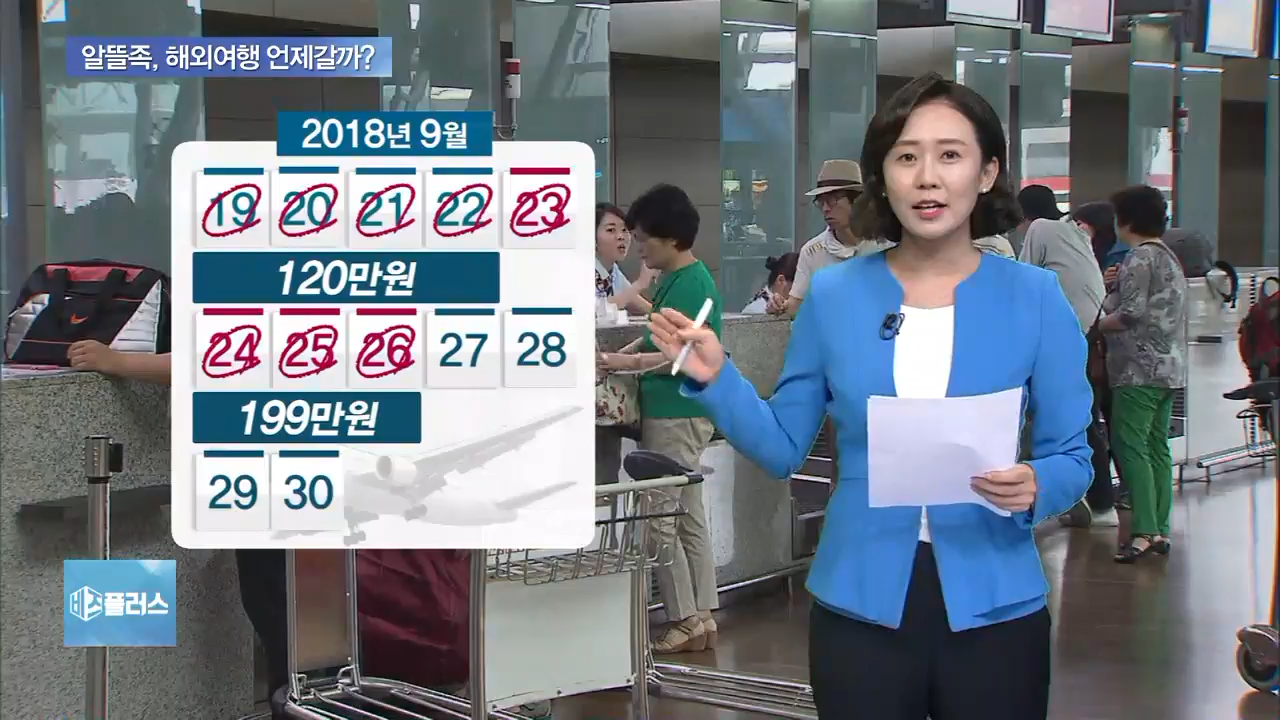 알뜰족, 해외여행 언제갈까?
2018년 9월
19 20 21 22 23
120만원
24 25 26 27 28
199만원
29 30
비즈플러스